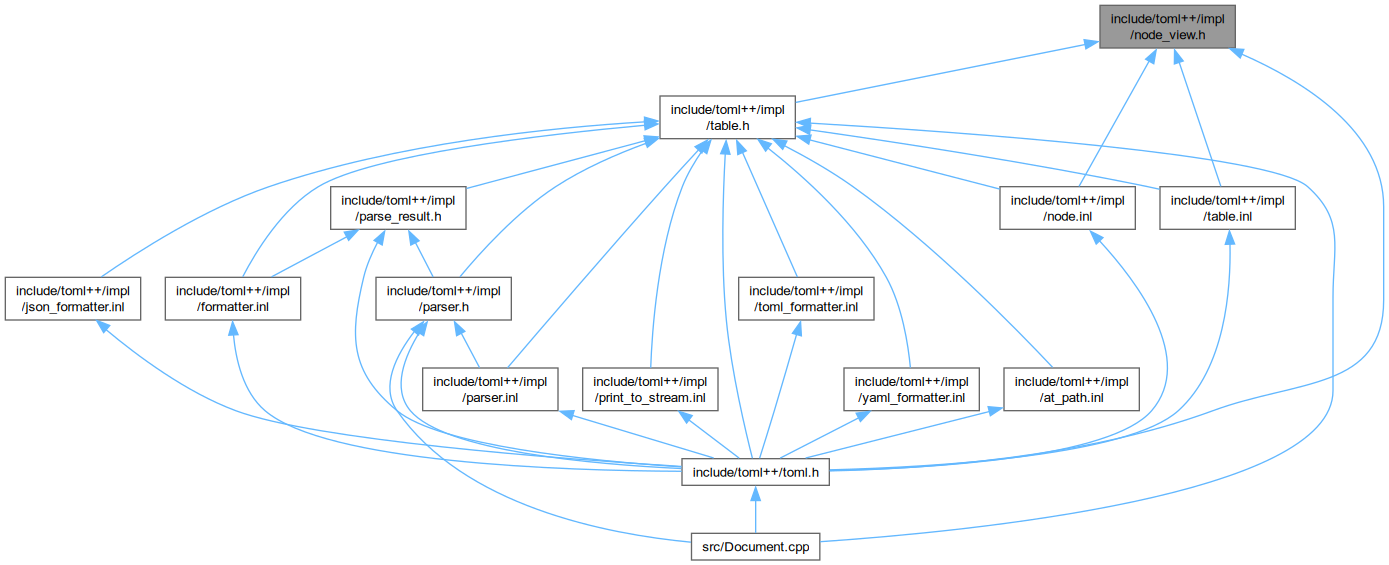 include/toml++/impl
/node_view.h
include/toml++/impl
/table.h
include/toml++/impl
/parse_result.h
include/toml++/impl
/node.inl
include/toml++/impl
/table.inl
include/toml++/impl
/json_formatter.inl
include/toml++/impl
/formatter.inl
include/toml++/impl
/parser.h
include/toml++/impl
/toml_formatter.inl
include/toml++/impl
/parser.inl
include/toml++/impl
/print_to_stream.inl
include/toml++/impl
/yaml_formatter.inl
include/toml++/impl
/at_path.inl
include/toml++/toml.h
src/Document.cpp